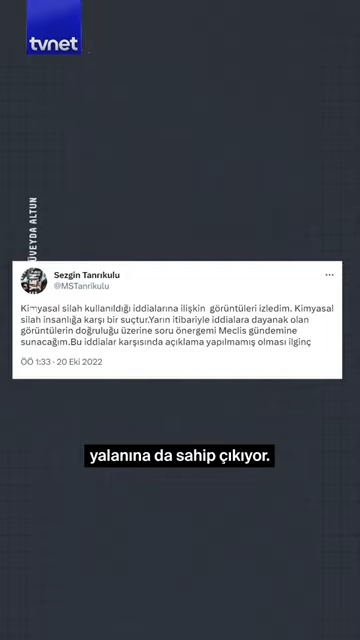 tvnet
ÜVEYDA ALTUN
Sezgin Tanrıkulu
@MSTanrikulu
Kimyasal silah kullanıldığı iddialarına ilişkin  görüntüleri izledim. Kimyasal
silah insanlığa karşı bir suçtur.Yarın itibariyle iddialara dayanak olan
görüntülerin doğruluğu üzerine soru önergemi Meclis gündemine
sunacağım.Bu iddialar karşısında açıklama yapılmamış olması ilginç
ÖÖ 1:33 · 20 Eki 2022
yalanına da sahip çıkıyor.